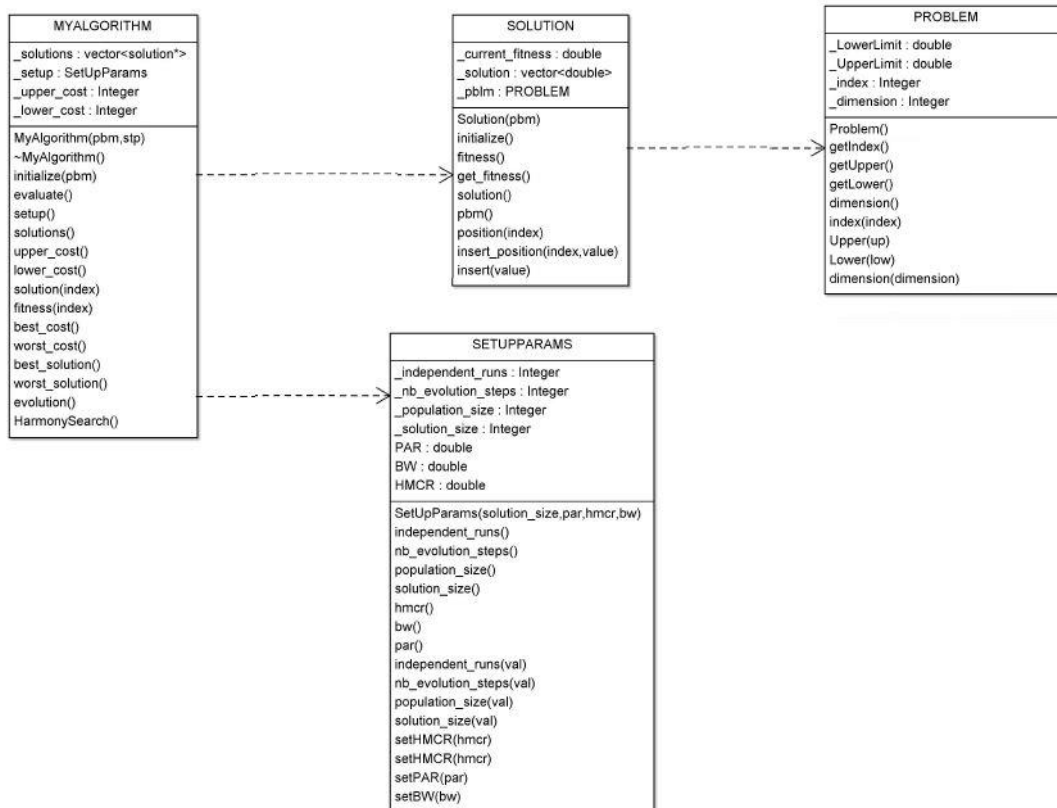 MYALGORITHM
_solutions : vector<solution*>
_setup : SetUpParams
_upper_cost : Integer
_lower_cost : Integer
MyAlgorithm(pbm,stp)
~MyAlgorithm()
initialize(pbm)
evaluate()
setup()
solutions()
upper_cost()
lower_cost()
solution(index)
fitness(index)
best_cost()
worst_cost()
best_solution()
worst_solution()
evolution()
HarmonySearch()
SOLUTION
_current_fitness : double
_solution : vector<double>
_pblm : PROBLEM
Solution(pbm)
initialize()
fitness()
get_fitness()
solution()
pbm()
position(index)
insert_position(index,value)
insert(value)
PROBLEM
_LowerLimit : double
_UpperLimit : double
_index : Integer
_dimension : Integer
Problem()
getIndex()
getUpper()
getLower()
dimension()
index(index)
Upper(up)
Lower(low)
dimension(dimension)
SETUPPARAMS
_independent_runs : Integer
_nb_evolution_steps : Integer
_population_size : Integer
_solution_size : Integer
PAR : double
BW : double
HMCR : double
SetUpParams(solution_size,par,hmcr,bw)
independent_runs()
nb_evolution_steps()
population_size()
solution_size()
hmcr()
bw()
par()
independent_runs(val)
nb_evolution_steps(val)
population_size(val)
solution_size(val)
setHMCR(hmcr)
setHMCR(hmcr)
setPAR(par)
setBW(bw)